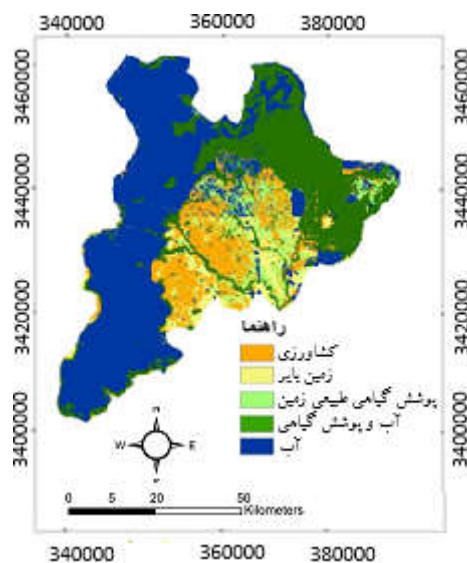 340000 360000 380000
3460000
3440000
3420000
3400000
3460000
3440000
3420000
3400000
راهنما
کشاورزی
زمین بایر
پوشش گیاهی طبیعی زمین
آب و پوشش گیاهی
آب
N
W E
0 5 20 50
Kilometers
340000 360000 380000